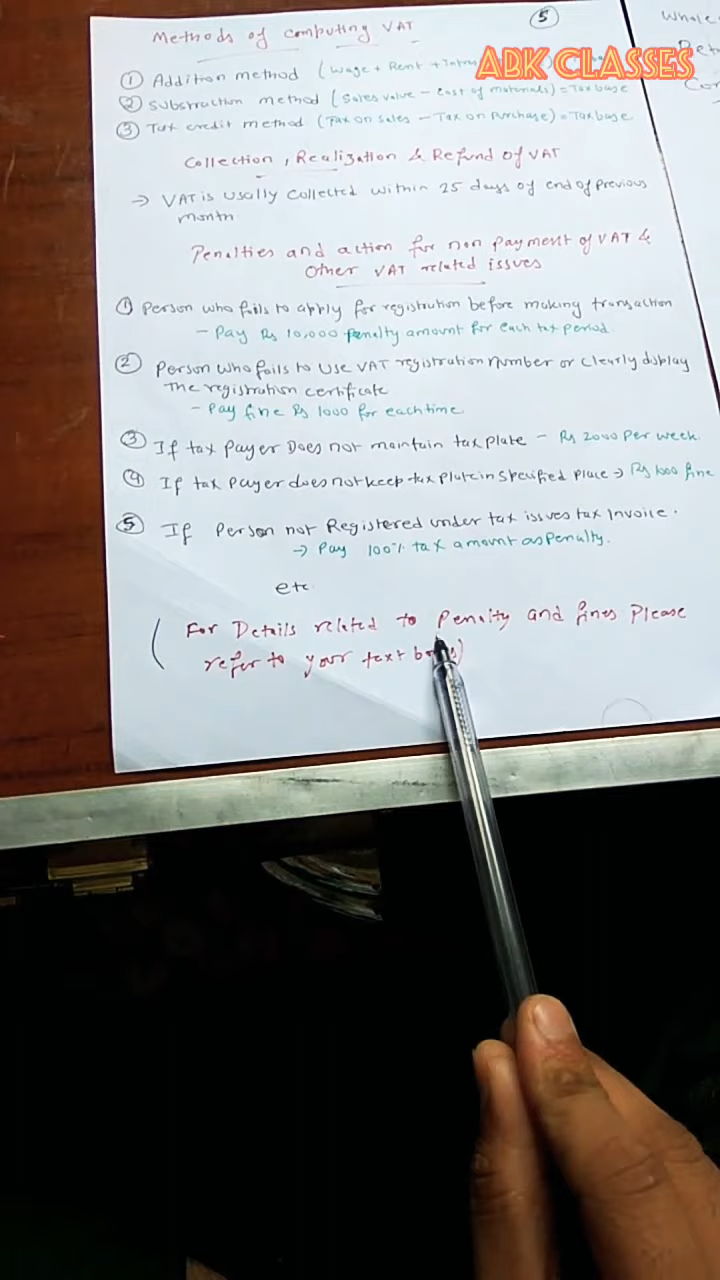 5
Methods of computing VAT
ABK CLASSES
① Addition method (Wage + Rent + Intre
② Substraction method (Sales value - Cost of materials) = Tax base
③ Tax credit method (Tax on sales - Tax on purchase) = Tax base
Collection, Realization & Refund of VAT
→ VAT is usally collected within 25 days of end of previous
month
Penalties and action for non payment of VAT &
Other VAT related issues
① Person who fails to apply for registration before making transaction
- Pay Rs 10,000 penalty amount for each tax period.
② Person who fails to use VAT registration number or clearly display
The registration certificate
- Pay fine Rs 1000 for each time.
③ If tax payer Does not maintain tax plate - Rs 2000 per week.
④ If tax payer does not keep tax plate in specified place → Rs 1000 fine
⑤ If Person not Registered under tax issues tax invoice.
→ Pay 100% tax amount as penalty.
etc.
(For Details related to Penalty and fines Please
refer to your text
Whole
Ret
Co